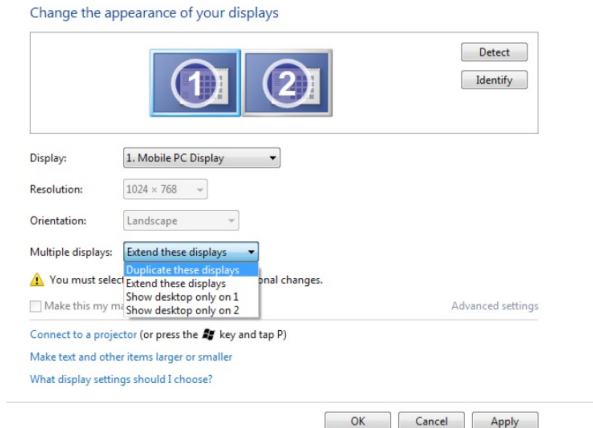 Change the appearance of your displays
1
2
Detect
Identify
Display:
1. Mobile PC Display
Resolution:
1024 × 768
Orientation:
Landscape
Multiple displays:
Extend these displays
Duplicate these displays
Extend these displays
Show desktop only on 1
Show desktop only on 2
You must select
changes.
Make this my
Advanced settings
Connect to a projector (or press the key and tap P)
Make text and other items larger or smaller
What display settings should I choose?
OK
Cancel
Apply